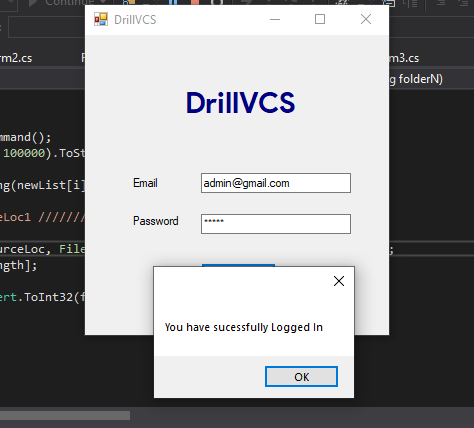 Continue
DrillVCS
rm2.cs
rm3.cs
g folderN)
DrillVCS
mmand();
100000).ToSt
Email
admin@gmail.com
ng(newList[i]
Password
*****
eLoc1 ////////
urceLoc, File
ngth];
ert.ToInt32(f
You have sucessfully Logged In
OK